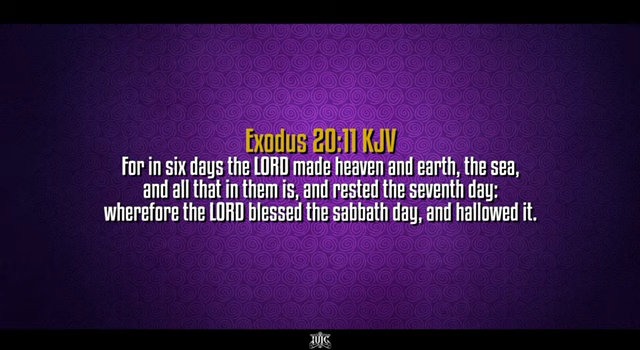 Exodus 20:11 KJV
For in six days the LORD made heaven and earth, the sea,
and all that in them is, and rested the seventh day:
wherefore the LORD blessed the sabbath day, and hallowed it.
IUIC